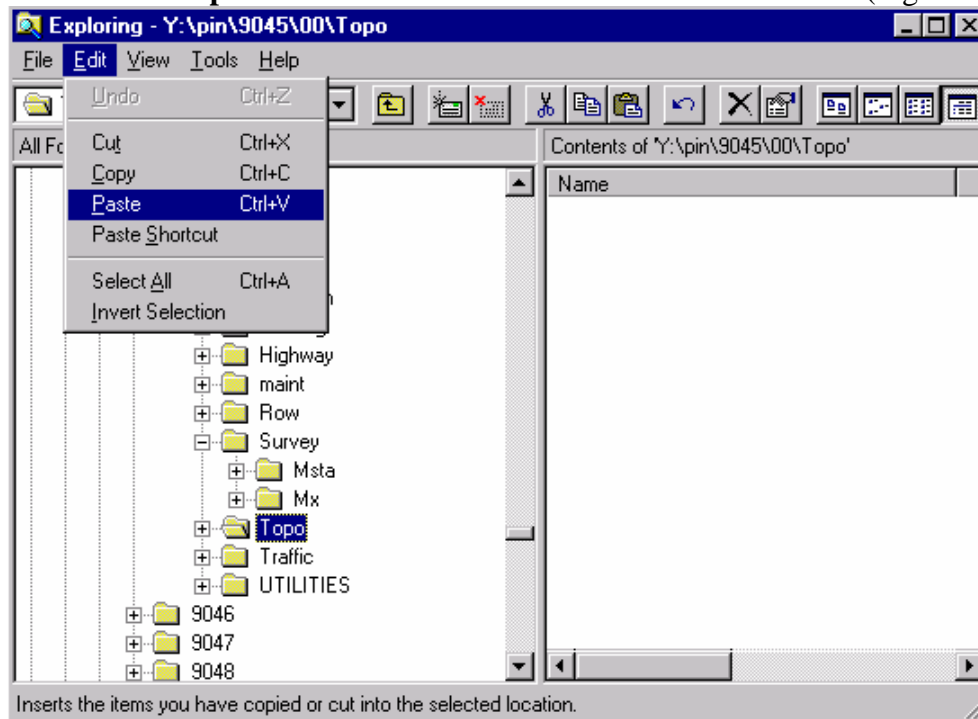 Exploring - Y:\pin\9045\00\Topo
File Edit View Tools Help
Undo Ctrl+Z
Cut Ctrl+X
Copy Ctrl+C
Paste Ctrl+V
Paste Shortcut
Select All Ctrl+A
Invert Selection
All Fo
Contents of 'Y:\pin\9045\00\Topo'
Name
Highway
maint
Row
Survey
Msta
Mx
Topo
Traffic
UTILITIES
9046
9047
9048
Inserts the items you have copied or cut into the selected location.